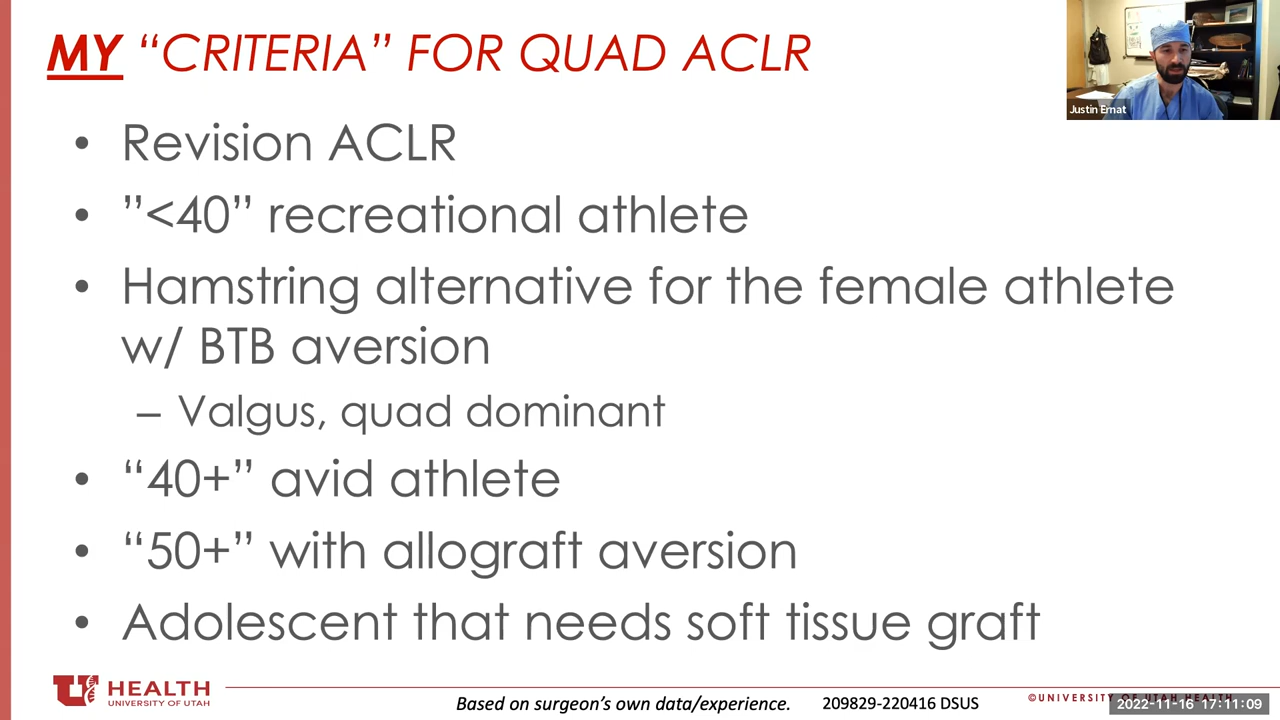 MY “CRITERIA” FOR QUAD ACLR
Justin Ernat
• Revision ACLR
• ”<40” recreational athlete
• Hamstring alternative for the female athlete
w/ BTB aversion
– Valgus, quad dominant
• “40+” avid athlete
• “50+” with allograft aversion
• Adolescent that needs soft tissue graft
U HEALTH
UNIVERSITY OF UTAH
Based on surgeon’s own data/experience.
209829-220416 DSUS
©UNIVERSITY OF UTAH HEALTH
2022-11-16 17:11:09